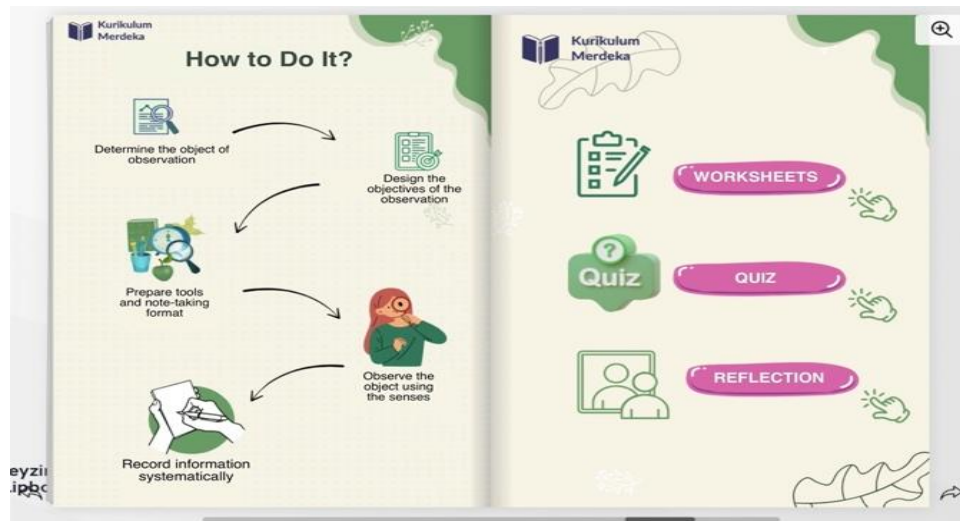 Kurikulum
Merdeka
How to Do It?
Determine the object of
observation
Design the
objectives of the
observation
Prepare tools
and note-taking
format
Observe the
object using
the senses
Record information
systematically
Kurikulum
Merdeka
WORKSHEETS
?
Quiz
QUIZ
REFLECTION